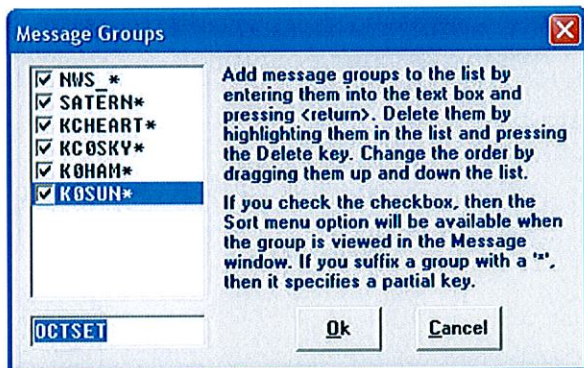 Message Groups
NWS_*
SATERN*
KCHEART*
KC0SKY*
K0HAM*
K0SUN*
OCTSET
Add message groups to the list by
entering them into the text box and
pressing <return>. Delete them by
highlighting them in the list and pressing
the Delete key. Change the order by
dragging them up and down the list.
If you check the checkbox, then the
Sort menu option will be available when
the group is viewed in the Message
window. If you suffix a group with a '*',
then it specifies a partial key.
Ok
Cancel